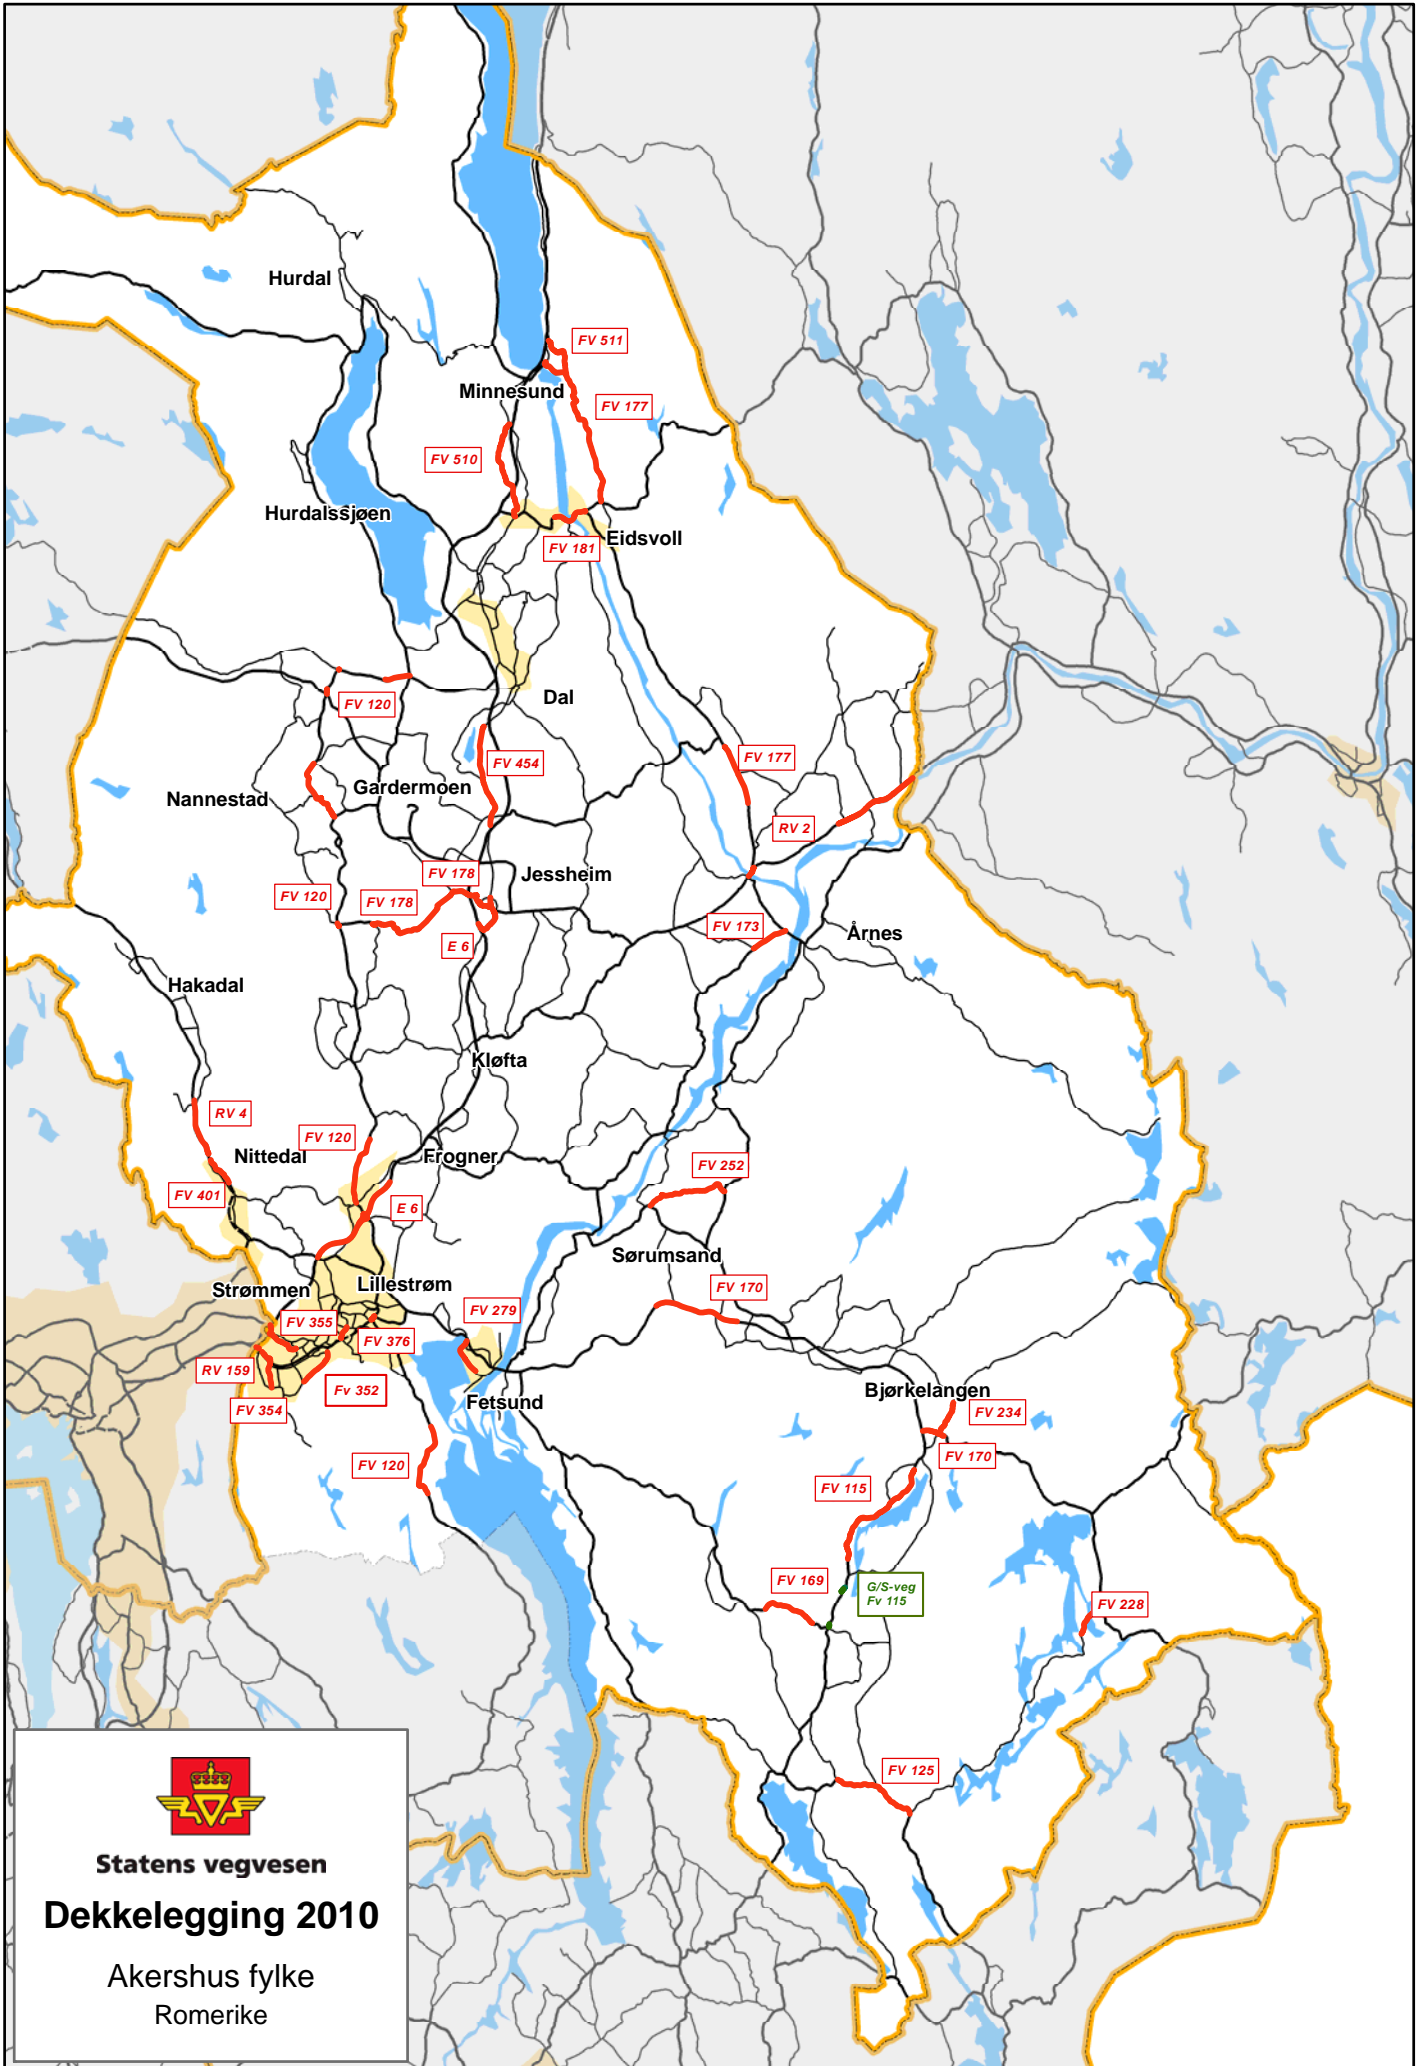 Hurdal
FV 511
Minnesund
FV 177
FV 510
Hurdalssjøen
Eidsvoll
FV 181
FV 120
Dal
FV 454
FV 177
Gardermoen
Nannestad
RV 2
FV 178
Jessheim
FV 120
FV 178
FV 173
Årnes
E 6
Hakadal
Kløfta
RV 4
FV 120
Nittedal
Frogner
FV 252
FV 401
E 6
Sørumsand
Strømmen
Lillestrøm
FV 170
FV 279
FV 355
FV 376
RV 159
Fv 352
Bjørkelangen
FV 354
Fetsund
FV 234
FV 170
FV 120
FV 115
FV 169
G/S-veg
Fv 115
FV 228
FV 125
Statens vegvesen
Dekkelegging 2010
Akershus fylke
Romerike